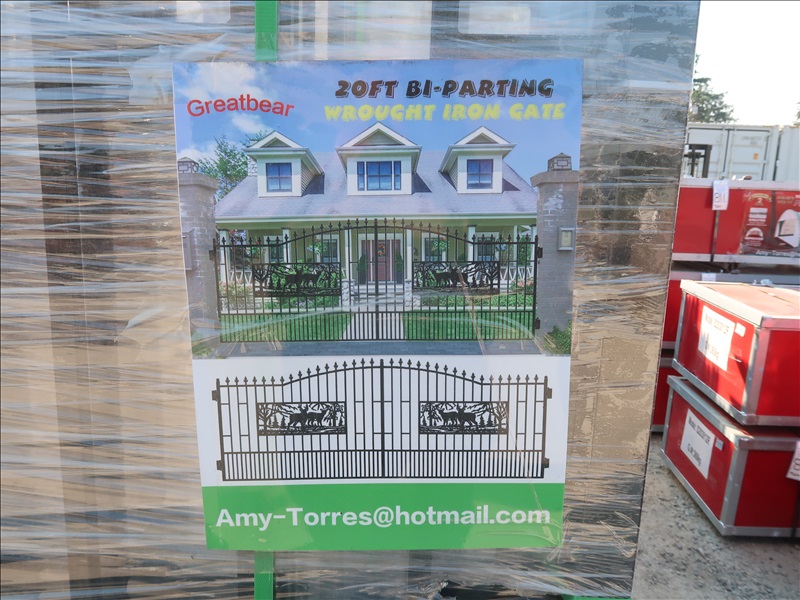 Greatbear
20FT BI-PARTING
WROUGHT IRON GATE
Amy-Torres@hotmail.com